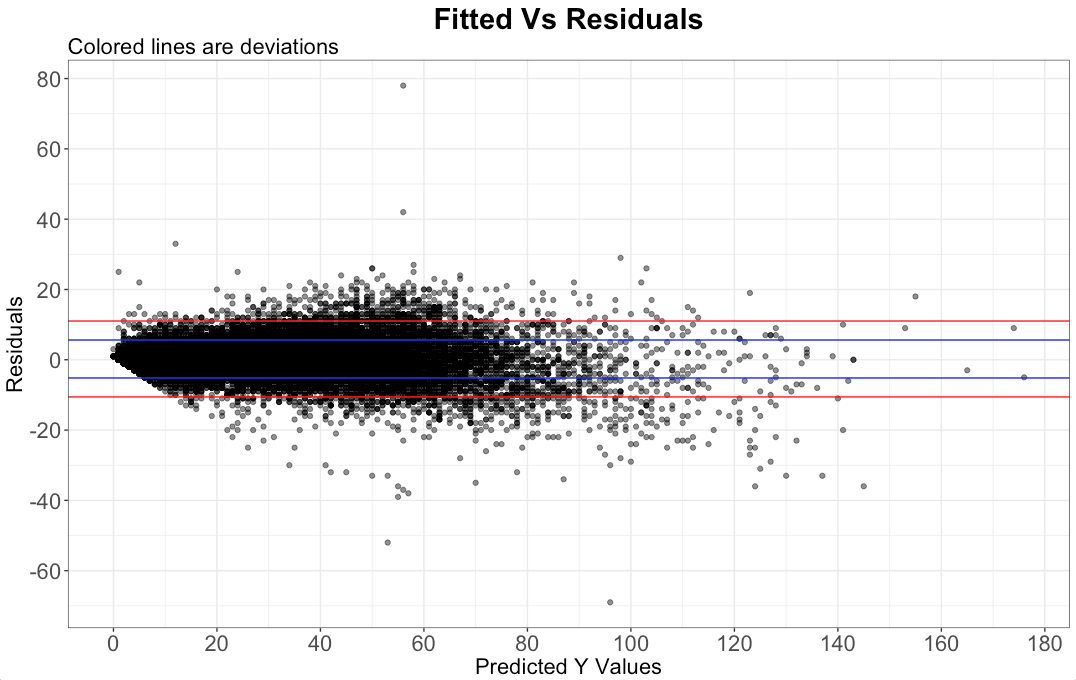 Fitted Vs Residuals
Colored lines are deviations
80
60
40
20
0
-20
-40
-60
Residuals
0 20 40 60 80 100 120 140 160 180
Predicted Y Values